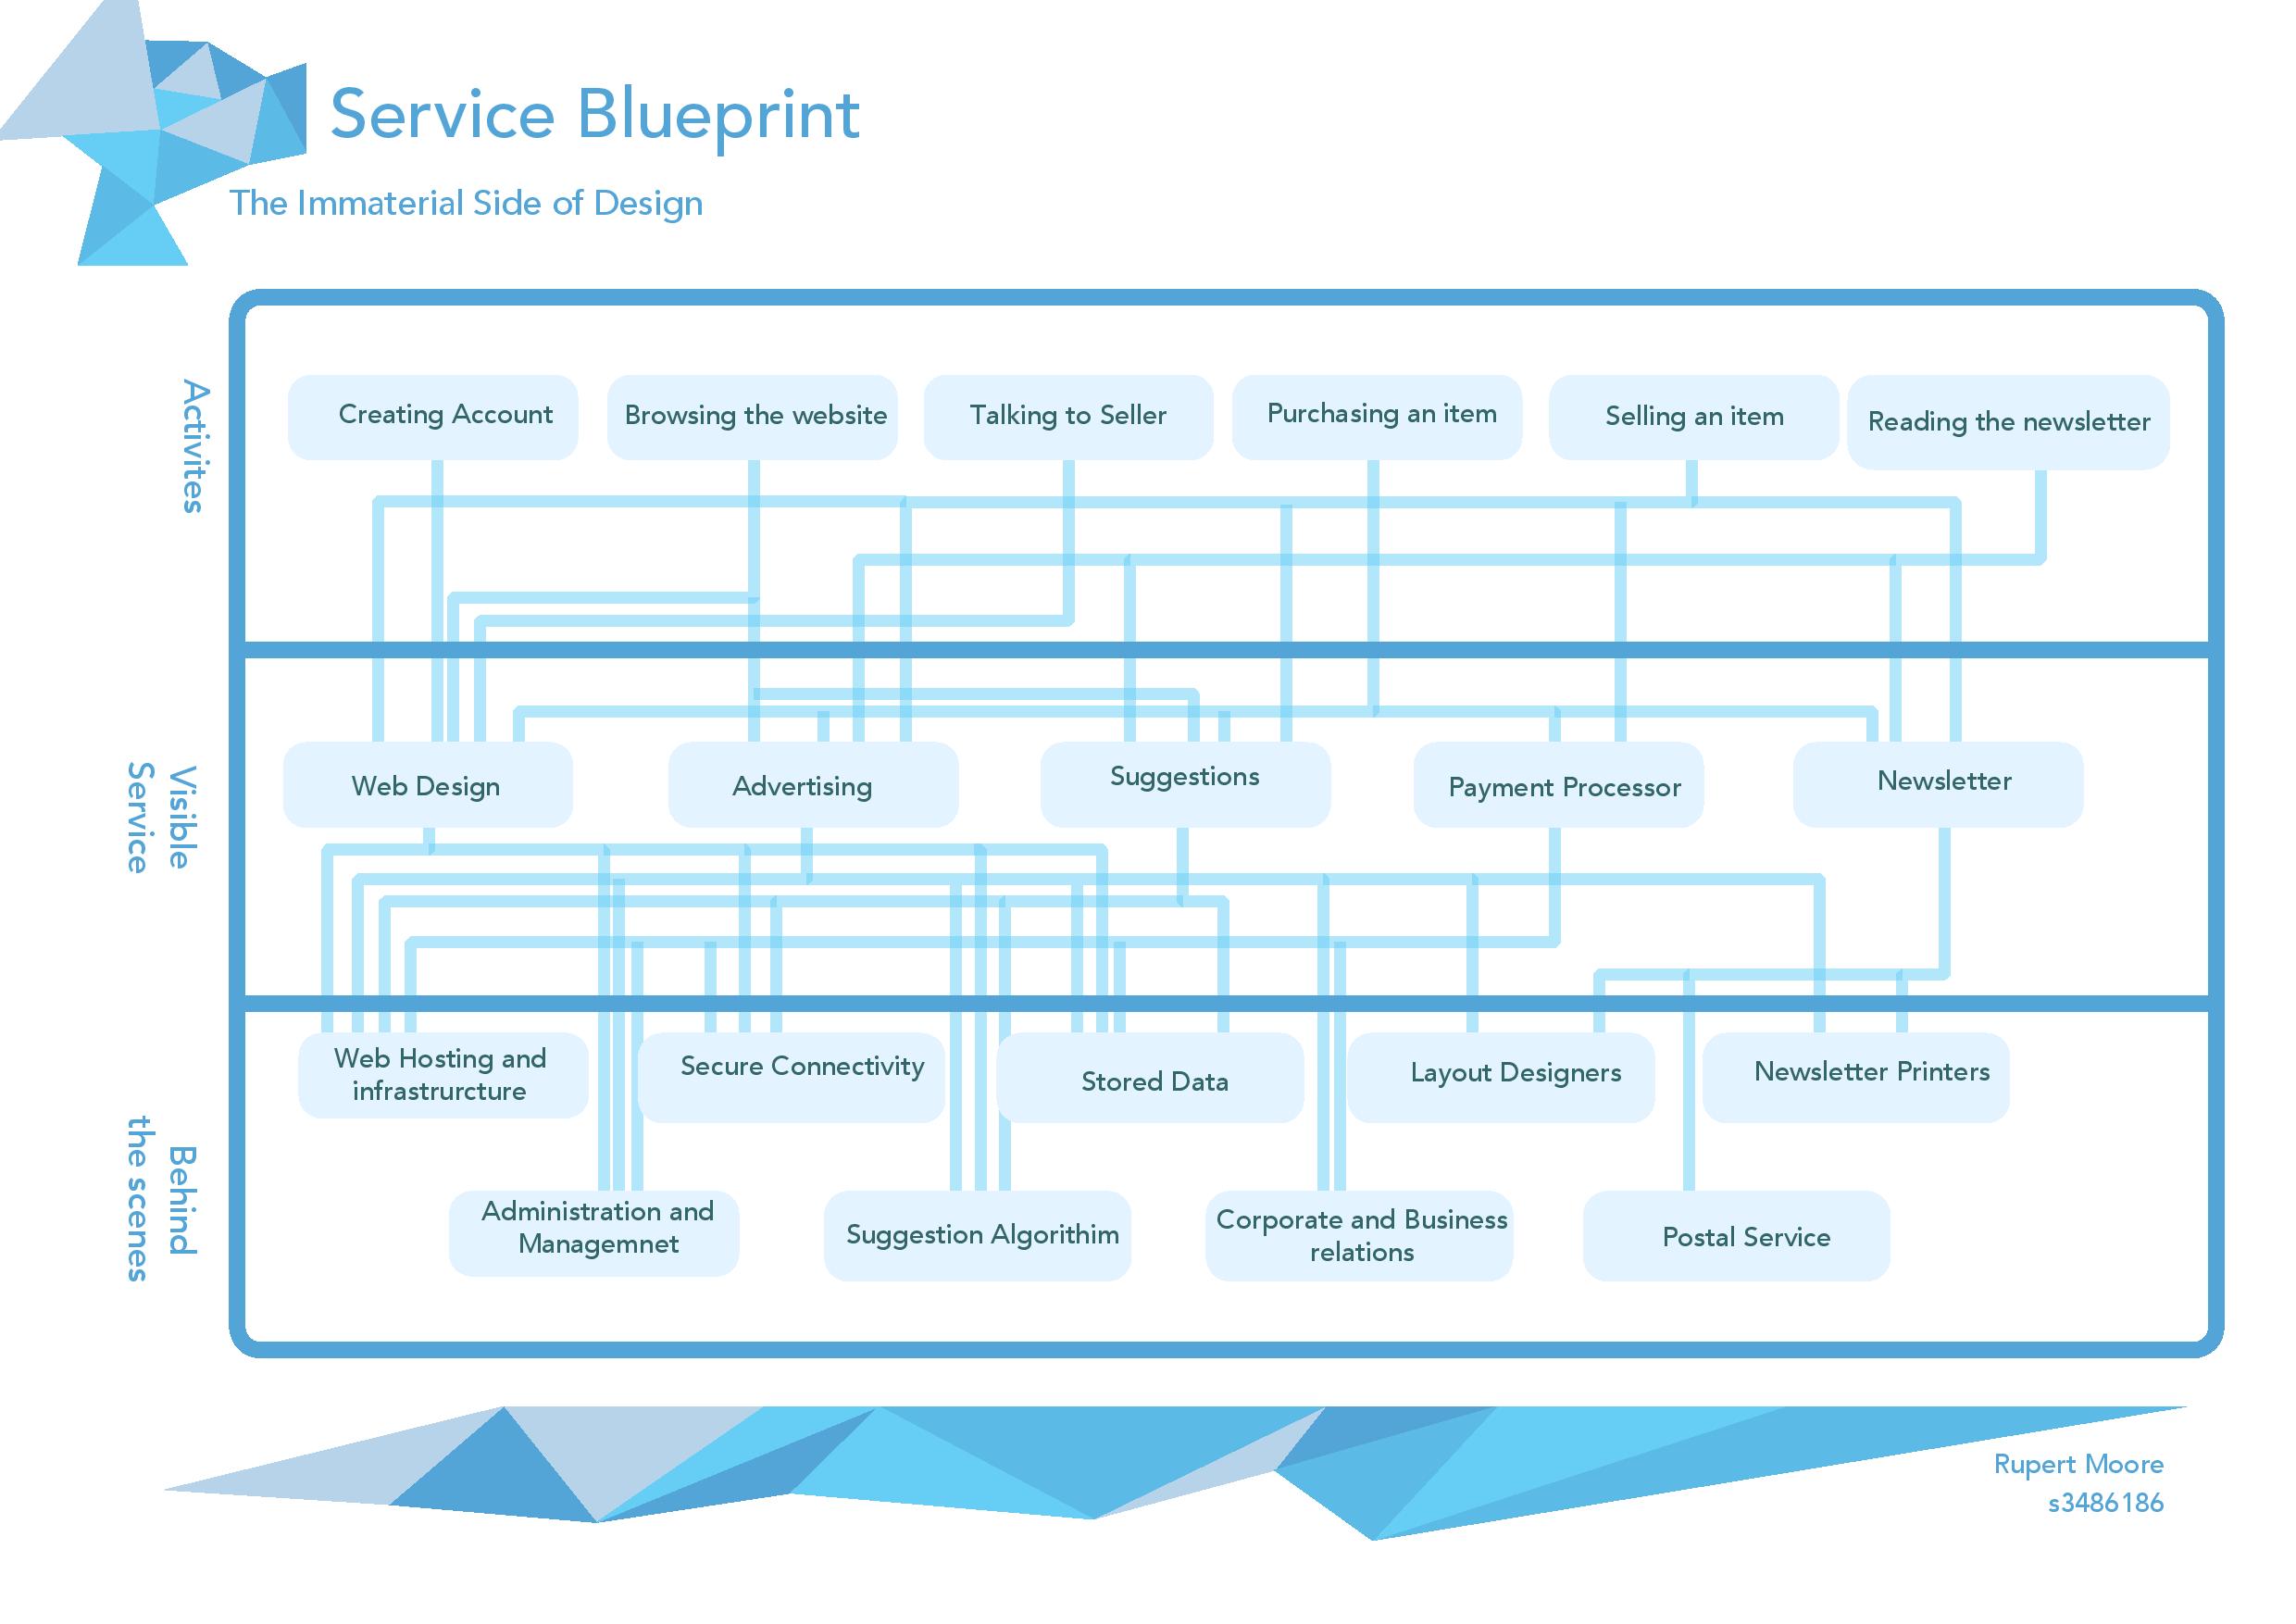 Service Blueprint
The Immaterial Side of Design
Activites
Creating Account
Browsing the website
Talking to Seller
Purchasing an item
Selling an item
Reading the newsletter
Visible
Service
Web Design
Advertising
Suggestions
Payment Processor
Newsletter
Behind
the scenes
Web Hosting and
infrastrurcture
Secure Connectivity
Stored Data
Layout Designers
Newsletter Printers
Administration and
Managemnet
Suggestion Algorithim
Corporate and Business
relations
Postal Service
Rupert Moore
s3486186